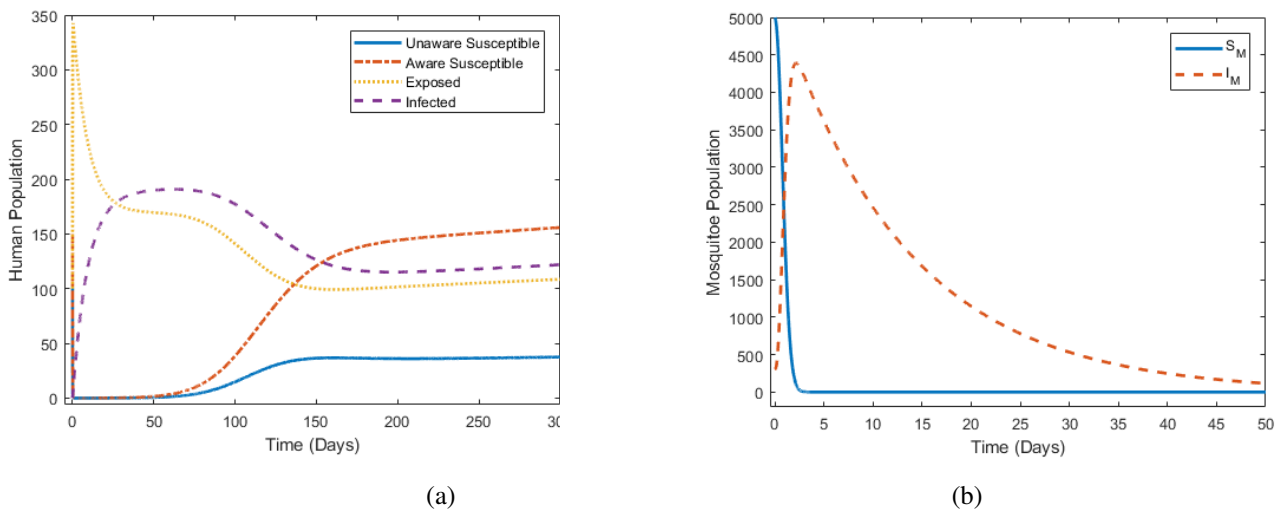 350
300
250
200
150
100
50
0
Human Population
Unaware Susceptible
Aware Susceptible
Exposed
Infected
0 50 100 150 200 250 30
Time (Days)
(a)
5000
4500
4000
3500
3000
2500
2000
1500
1000
500
0
Mosquitoe Population
S_M
I_M
0 5 10 15 20 25 30 35 40 45 50
Time (Days)
(b)